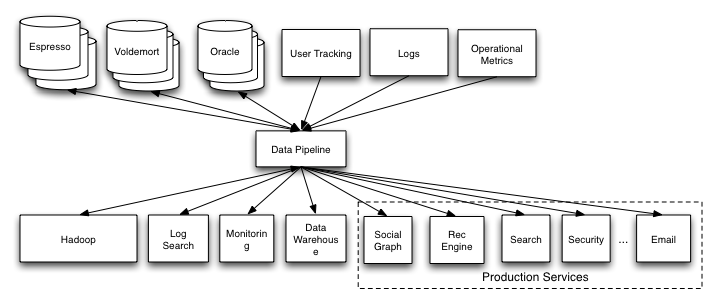 Espresso
Voldemort
Oracle
User Tracking
Logs
Operational
Metrics
Data Pipeline
Hadoop
Log
Search
Monitorin
g
Data
Warehous
e
Social
Graph
Rec
Engine
Search
Security
...
Email
Production Services